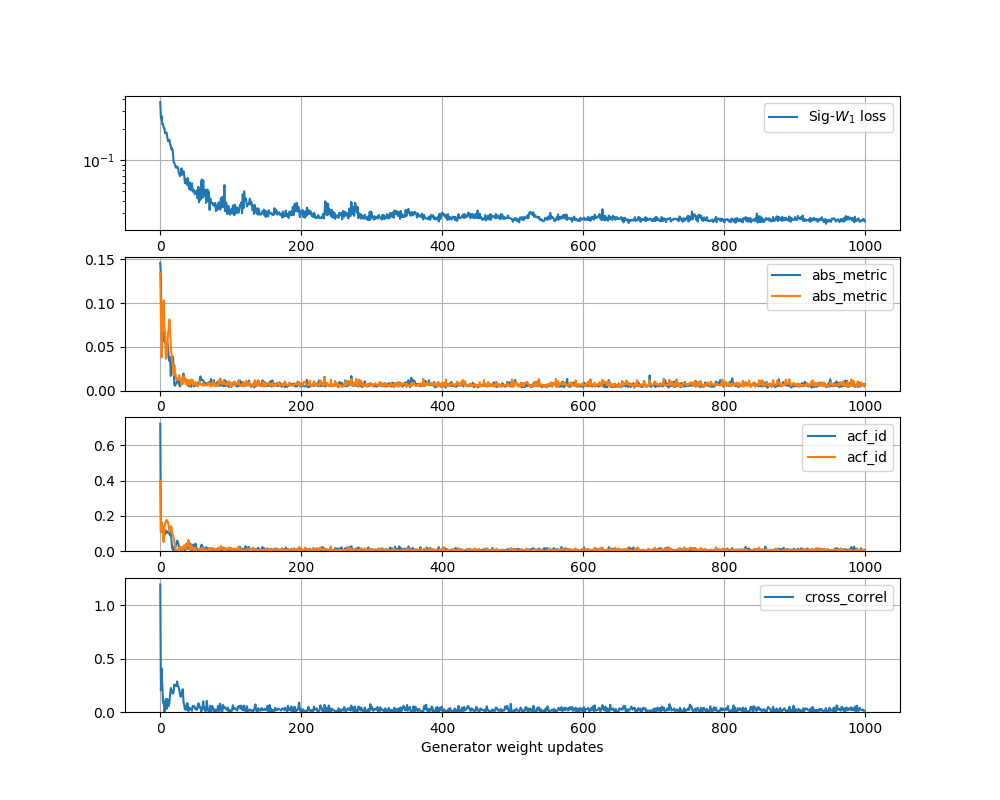 Sig-W₁ loss
10⁻¹
0 200 400 600 800 1000
0.15
abs_metric
abs_metric
0.10
0.05
0.00
0 200 400 600 800 1000
acf_id
0.6
acf_id
0.4
0.2
0.0
0 200 400 600 800 1000
cross_correl
1.0
0.5
0.0
0 200 400 600 800 1000
Generator weight updates